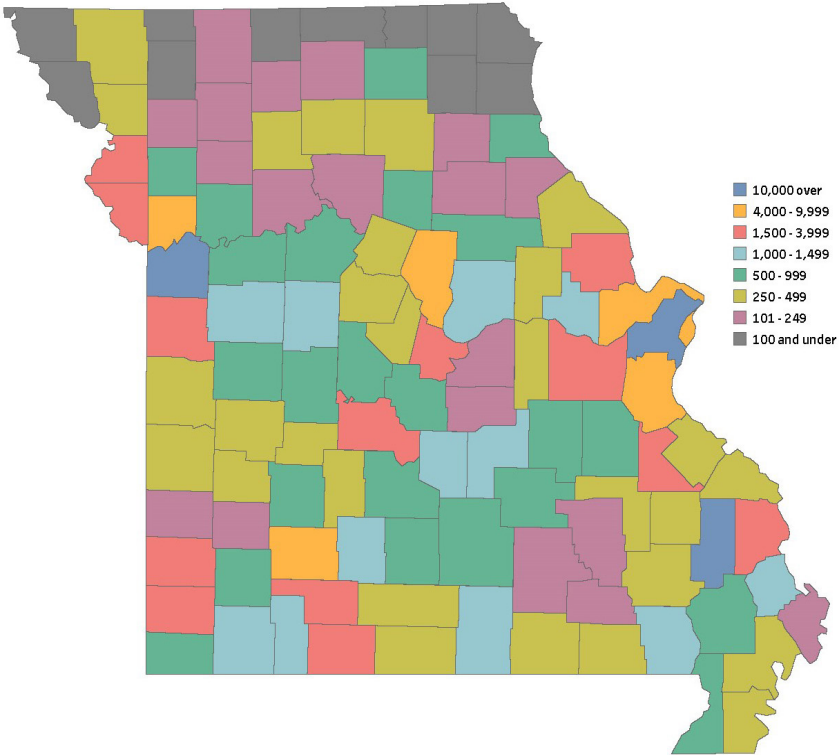 10,000 over
4,000 - 9,999
1,500 - 3,999
1,000 - 1,499
500 - 999
250 - 499
101 - 249
100 and under